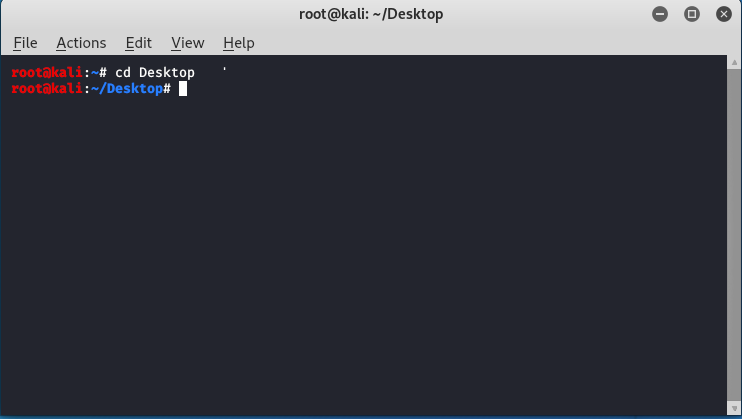 root@kali: ~/Desktop
File Actions Edit View Help
root@kali:~# cd Desktop
root@kali:~/Desktop#